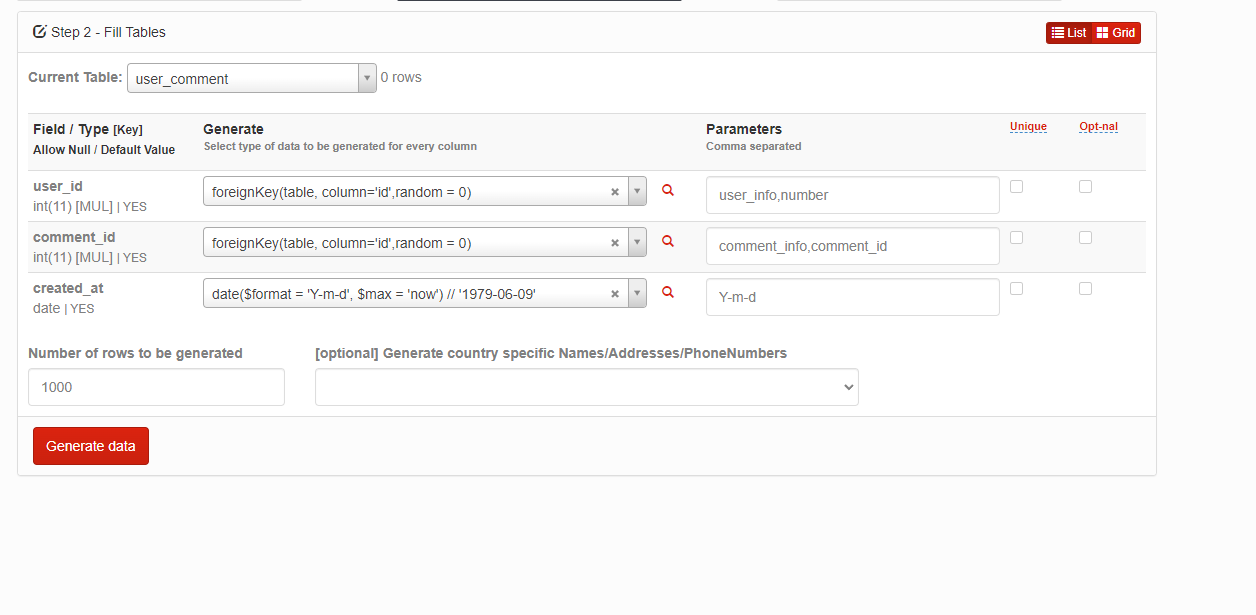 Step 2 - Fill Tables
List Grid
Current Table: user_comment 0 rows
Field / Type [Key] Generate Parameters Unique Opt-nal
Allow Null / Default Value Select type of data to be generated for every column Comma separated
user_id foreignKey(table, column='id',random = 0) × user_info,number
int(11) [MUL] | YES
comment_id foreignKey(table, column='id',random = 0) × comment_info,comment_id
int(11) [MUL] | YES
created_at date($format = 'Y-m-d', $max = 'now') // '1979-06-09' × Y-m-d
date | YES
Number of rows to be generated [optional] Generate country specific Names/Addresses/PhoneNumbers
1000
Generate data